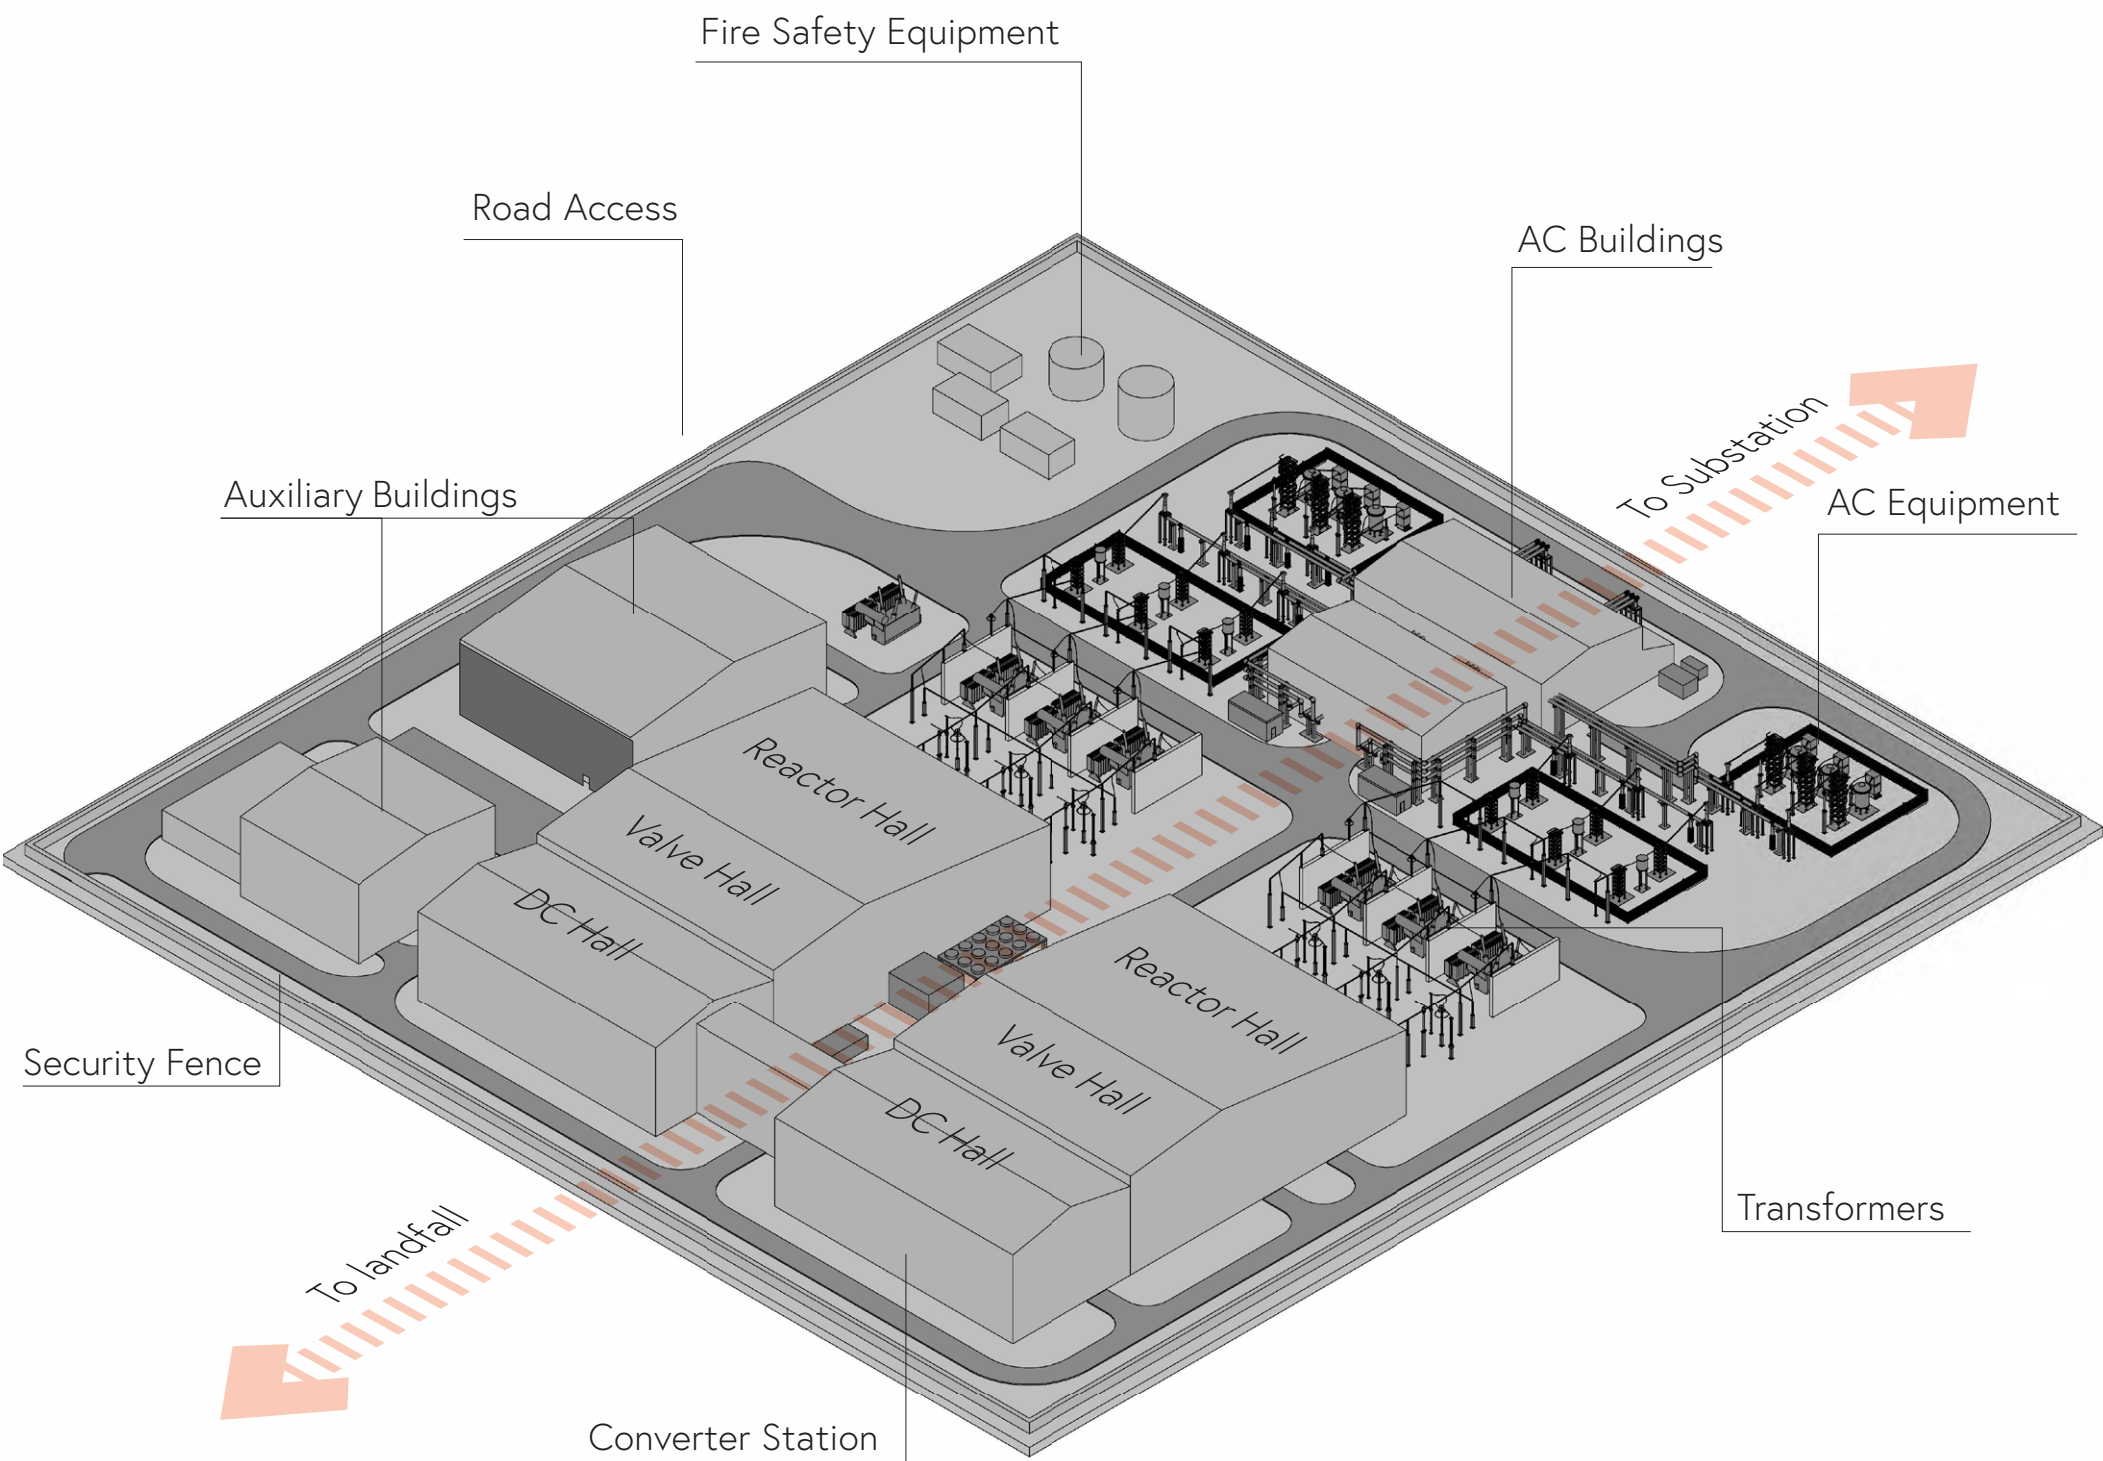 Fire Safety Equipment
Road Access
AC Buildings
To Substation
Auxiliary Buildings
AC Equipment
Reactor Hall
Valve Hall
DC Hall
Reactor Hall
Valve Hall
DC Hall
Security Fence
Transformers
To landfall
Converter Station